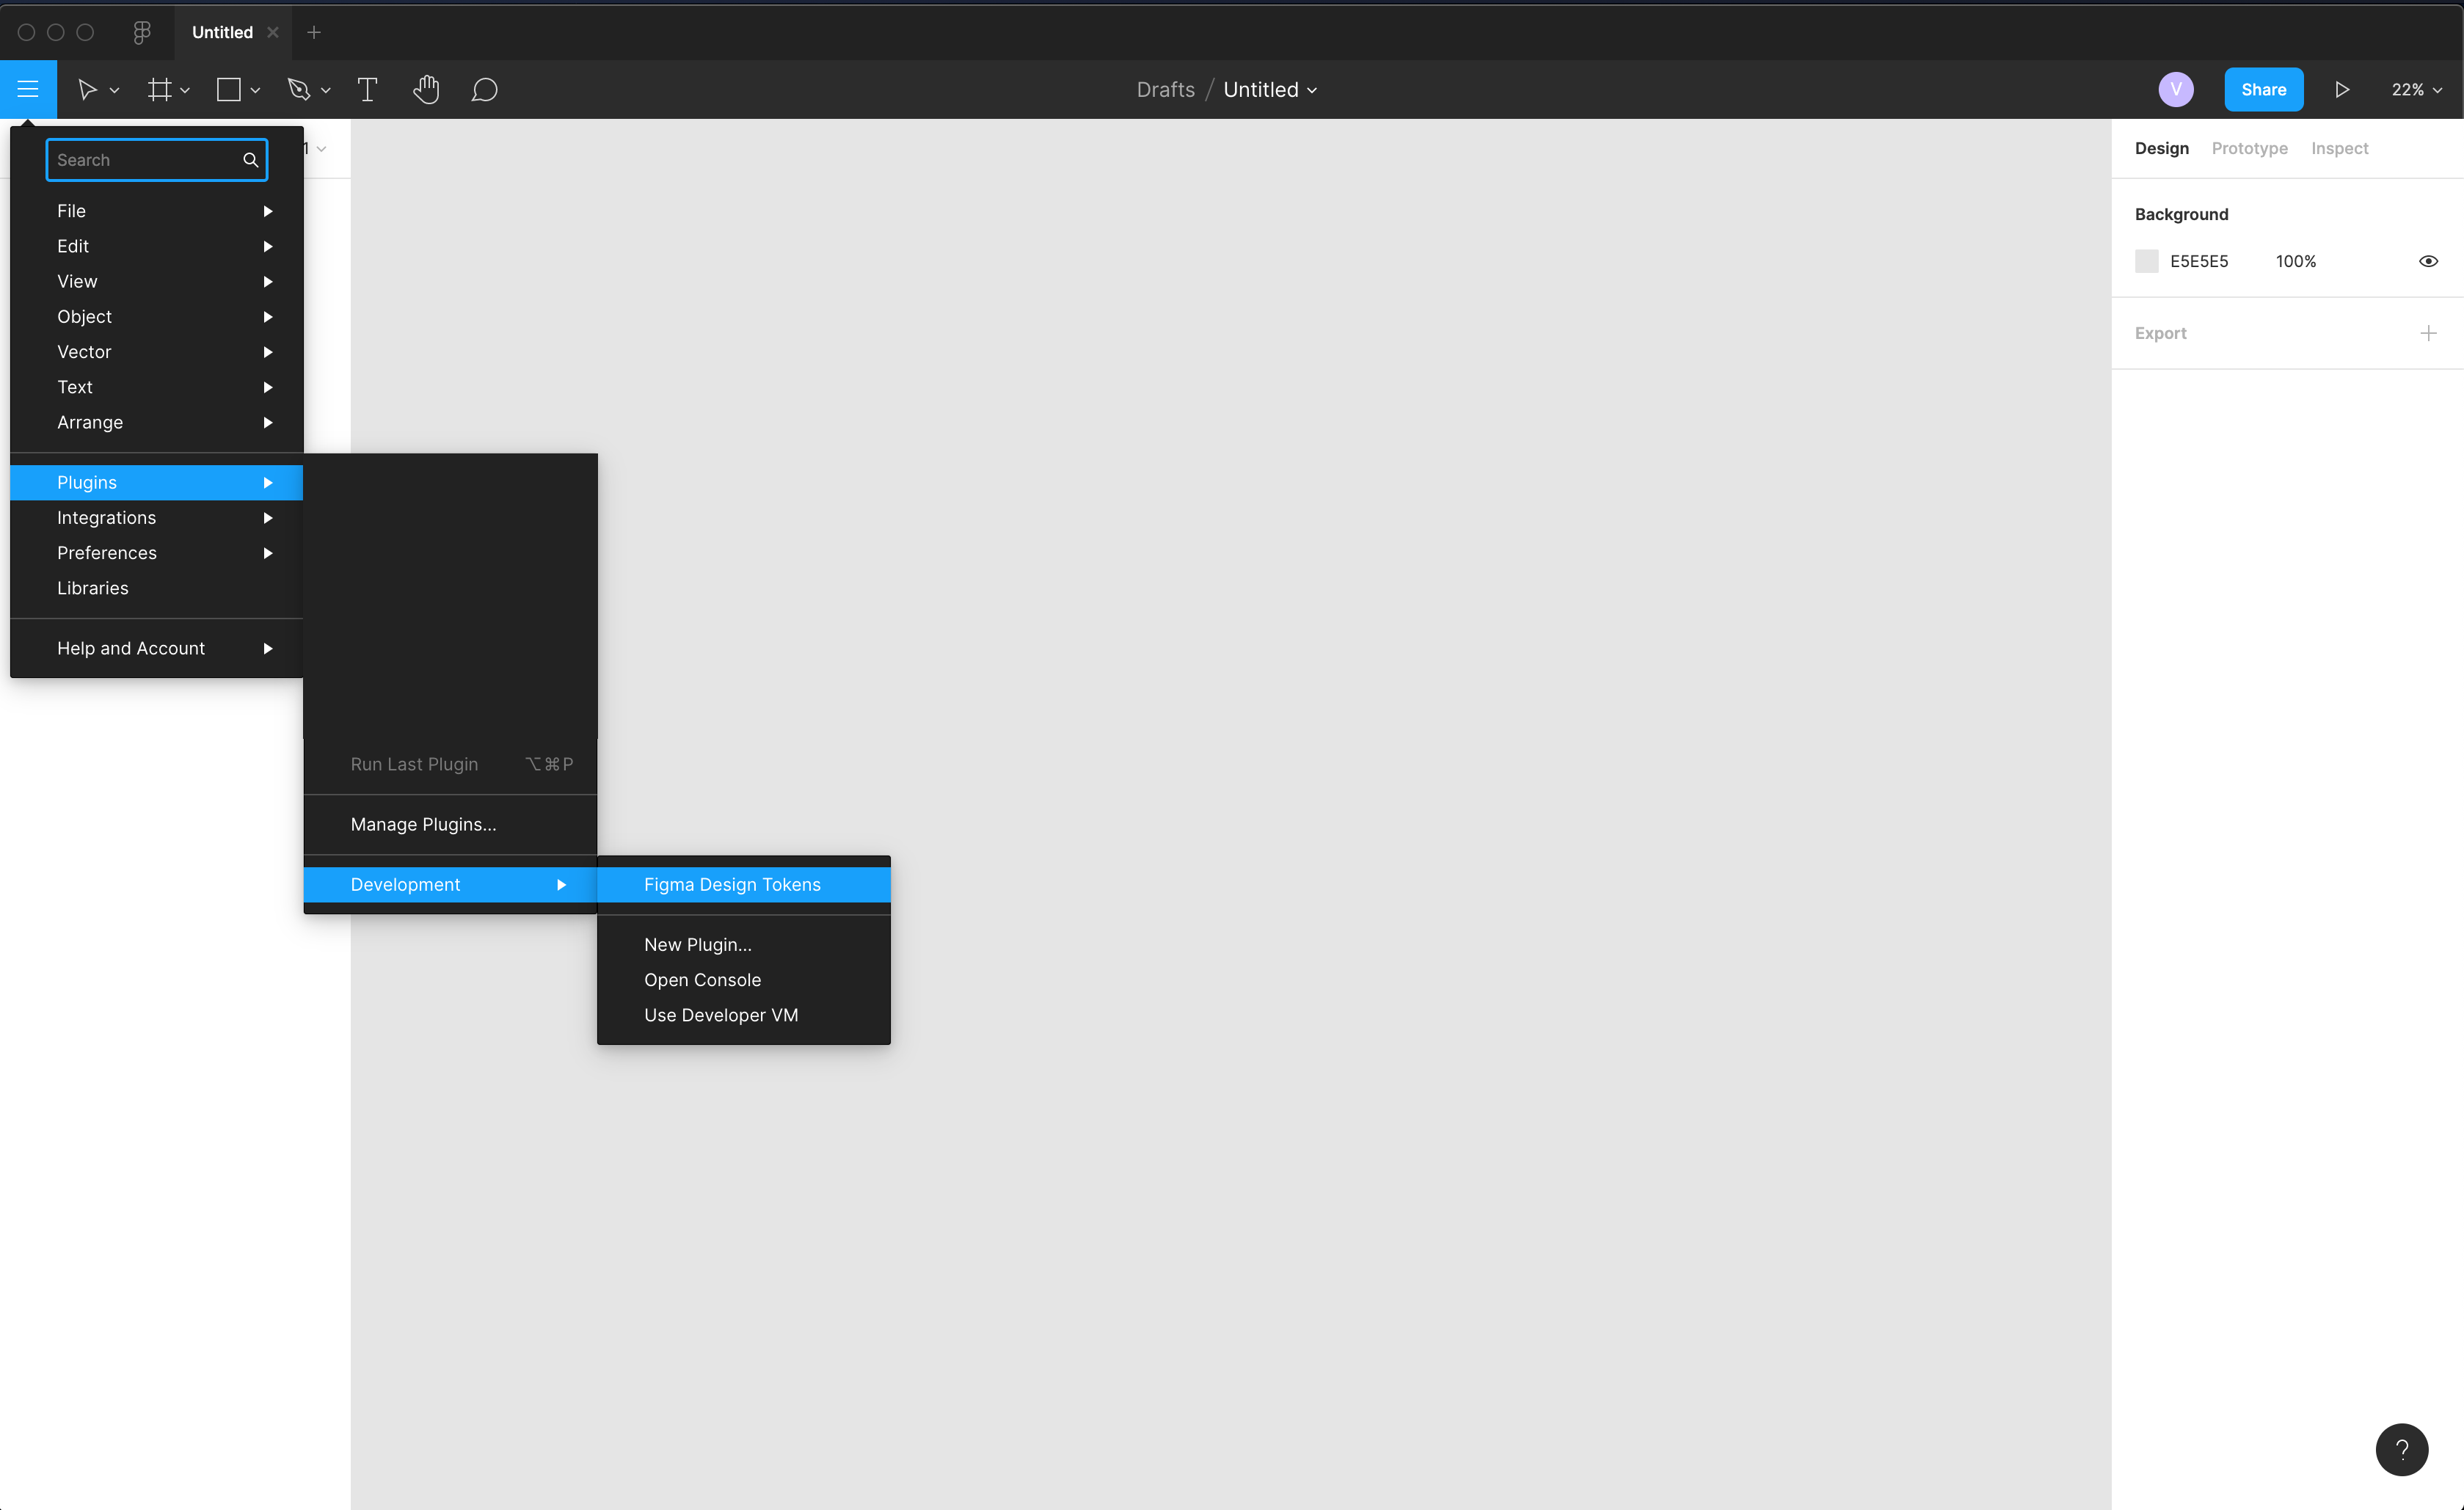 Untitled
Drafts / Untitled
V
Share
22%
Search
1
File
Edit
View
Object
Vector
Text
Arrange
Plugins
Integrations
Preferences
Libraries
Help and Account
Run Last Plugin ⌥⌘P
Manage Plugins...
Development
Figma Design Tokens
New Plugin...
Open Console
Use Developer VM
Design Prototype Inspect
Background
E5E5E5 100%
Export
?